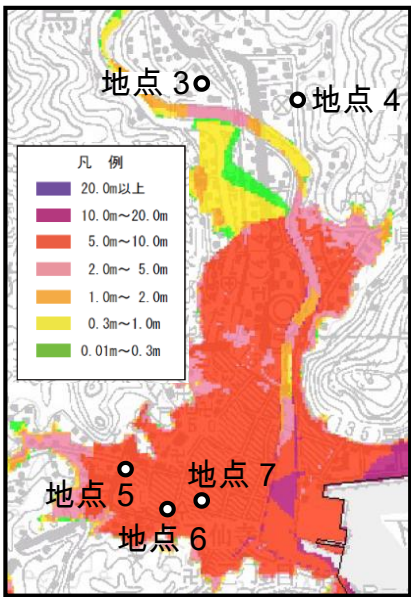 地点 3
地点 4
凡 例
20.0m以上
10.0m～20.0m
5.0m～10.0m
2.0m～ 5.0m
1.0m～ 2.0m
0.3m～1.0m
0.01m～0.3m
地点 5
地点 7
地点 6